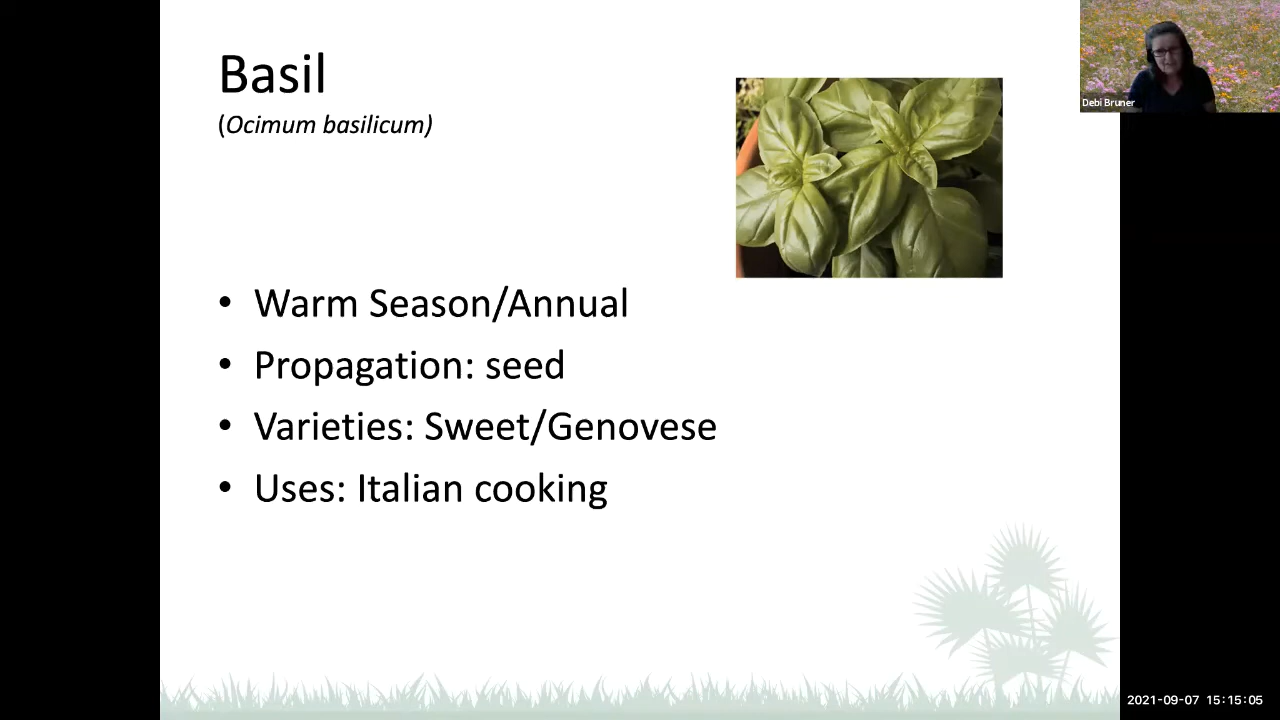 Basil
(Ocimum basilicum)
• Warm Season/Annual
• Propagation: seed
• Varieties: Sweet/Genovese
• Uses: Italian cooking
Debi Bruner
2021-09-07 15:15:05